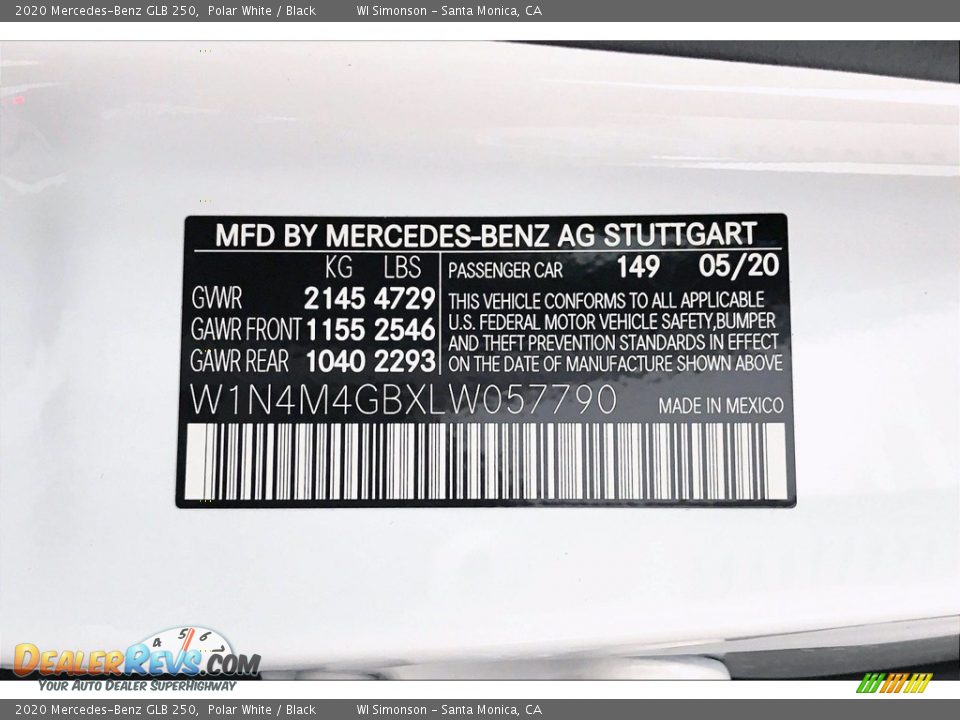 2020 Mercedes-Benz GLB 250, Polar White / Black WI Simonson - Santa Monica, CA
MFD BY MERCEDES-BENZ AG STUTTGART
KG LBS
GVWR 2145 4729
GAWR FRONT 1155 2546
GAWR REAR 1040 2293
PASSENGER CAR 149 05/20
THIS VEHICLE CONFORMS TO ALL APPLICABLE
U.S. FEDERAL MOTOR VEHICLE SAFETY,BUMPER
AND THEFT PREVENTION STANDARDS IN EFFECT
ON THE DATE OF MANUFACTURE SHOWN ABOVE
W1N4M4GBXLW057790 MADE IN MEXICO
4 5 6 7
DealerRevs.com
Your Auto Dealer SuperHighway
2020 Mercedes-Benz GLB 250, Polar White / Black WI Simonson - Santa Monica, CA